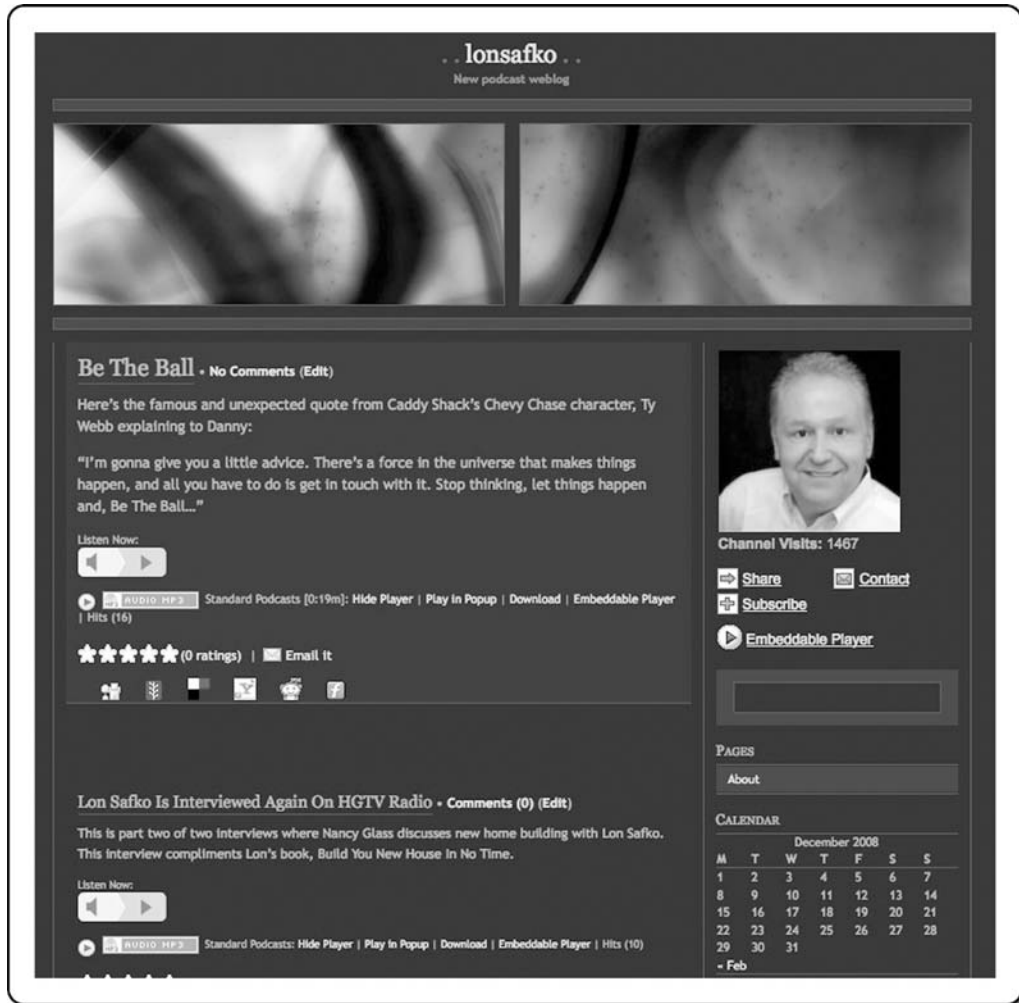 . . lonsafko . .
New podcast weblog
Be The Ball • No Comments (Edit)
Here's the famous and unexpected quote from Caddy Shack's Chevy Chase character, Ty
Webb explaining to Danny:
“I'm gonna give you a little advice. There's a force in the universe that makes things
happen, and all you have to do is get in touch with it. Stop thinking, let things happen
and, Be The Ball...”
Listen Now:
AUDIO MP3 Standard Podcasts [0:19m]: Hide Player | Play in Popup | Download | Embeddable Player
| Hits (16)
(0 ratings) | Email it
Lon Safko Is Interviewed Again On HGTV Radio • Comments (0) (Edit)
This is part two of two interviews where Nancy Glass discusses new home building with Lon Safko.
This interview compliments Lon's book, Build You New House In No Time.
Listen Now:
AUDIO MP3 Standard Podcasts: Hide Player | Play in Popup | Download | Embeddable Player | Hits (10)
Channel Visits: 1467
Share Contact
Subscribe
Embeddable Player
Pages
About
Calendar
December 2008
M T W T F S S
1 2 3 4 5 6 7
8 9 10 11 12 13 14
15 16 17 18 19 20 21
22 23 24 25 26 27 28
29 30 31
« Feb